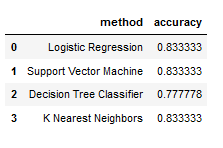 method accuracy
0 Logistic Regression 0.833333
1 Support Vector Machine 0.833333
2 Decision Tree Classifier 0.777778
3 K Nearest Neighbors 0.833333